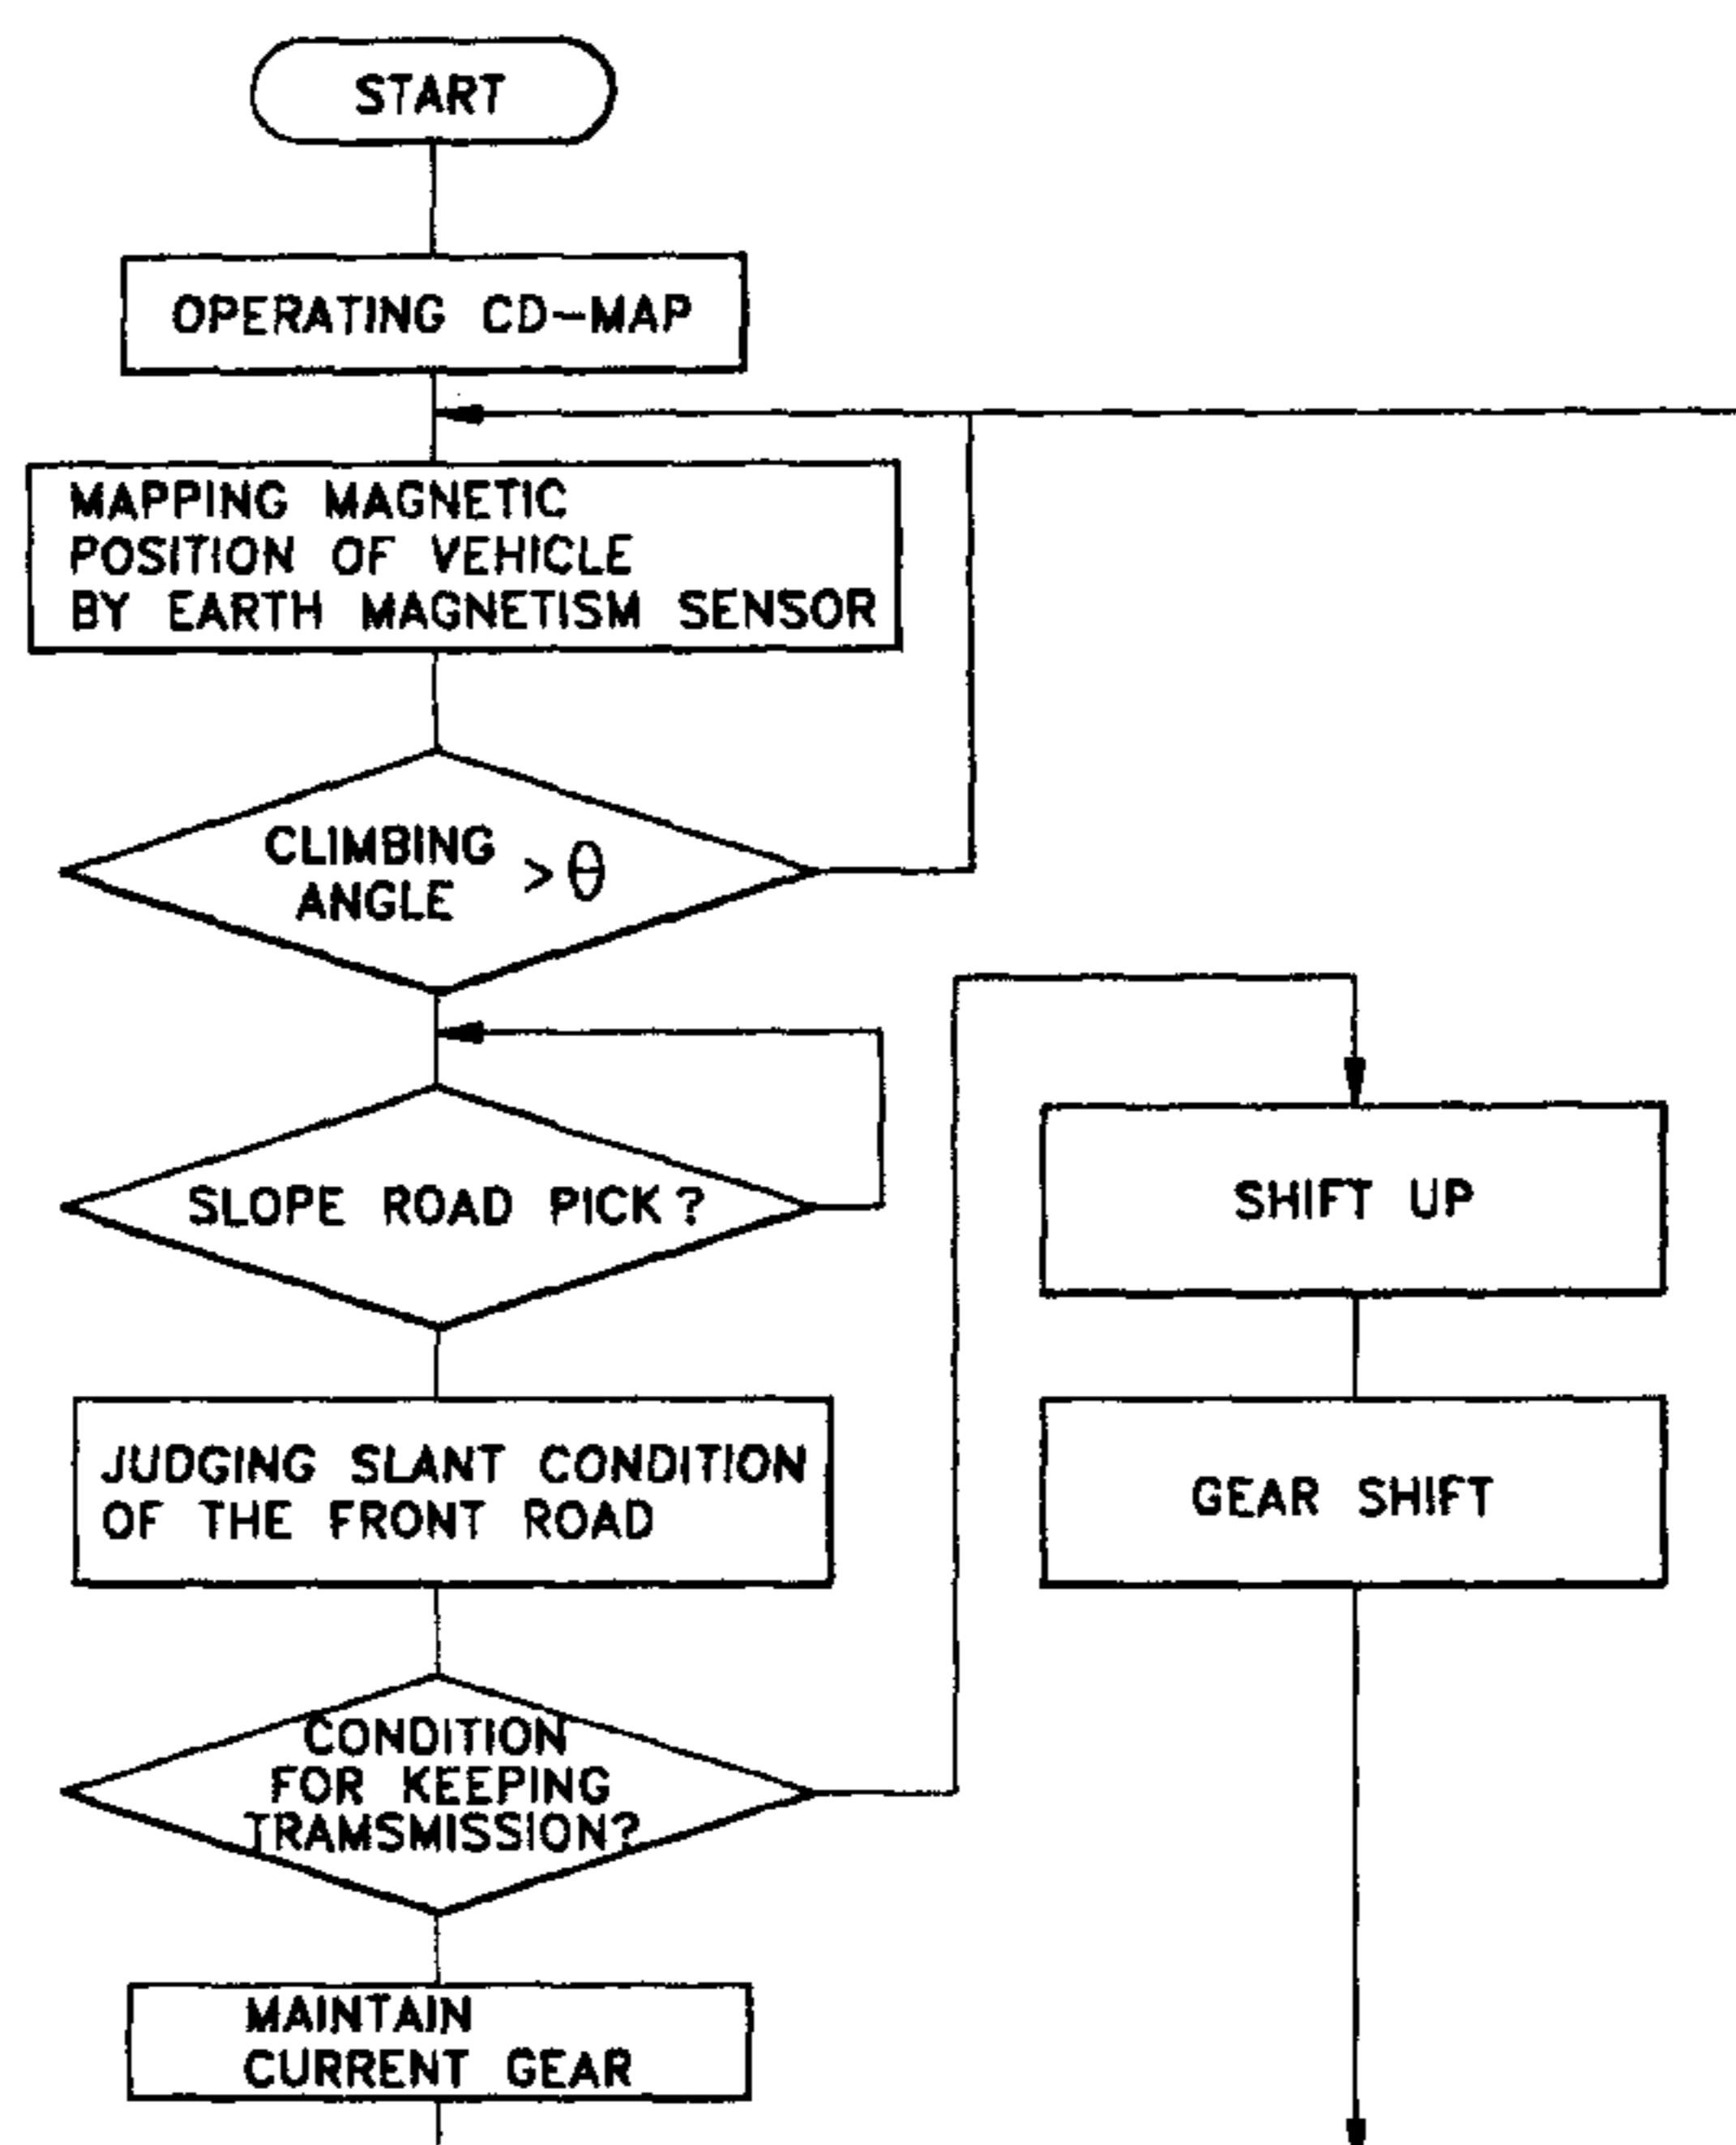 START
OPERATING CD-MAP
MAPPING MAGNETIC
POSITION OF VEHICLE
BY EARTH MAGNETISM SENSOR
CLIMBING
ANGLE > θ
SLOPE ROAD PICK?
JUDGING SLANT CONDITION
OF THE FRONT ROAD
CONDITION
FOR KEEPING
TRAMSMISSION?
MAINTAIN
CURRENT GEAR
SHIFT UP
GEAR SHIFT